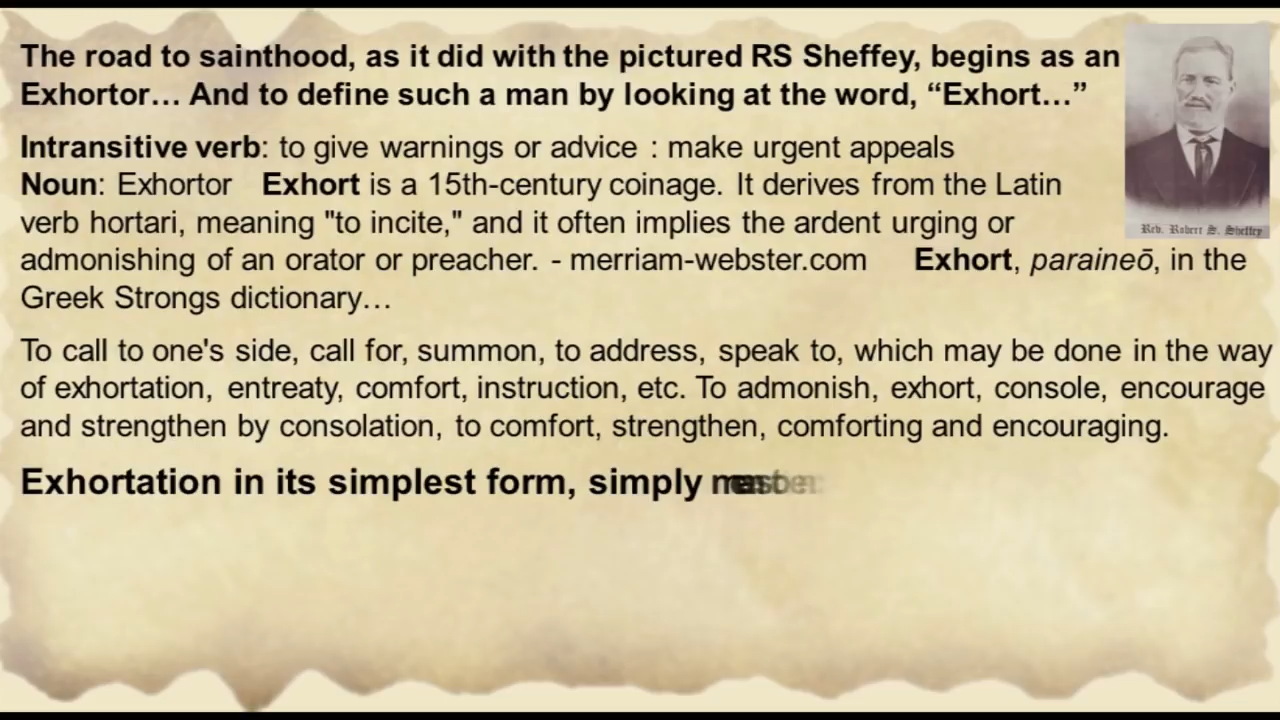 The road to sainthood, as it did with the pictured RS Sheffey, begins as an
Exhortor… And to define such a man by looking at the word, “Exhort…”
Intransitive verb: to give warnings or advice : make urgent appeals
Noun: Exhortor Exhort is a 15th-century coinage. It derives from the Latin
verb hortari, meaning "to incite," and it often implies the ardent urging or
admonishing of an orator or preacher. - merriam-webster.com Exhort, paraineō, in the
Greek Strongs dictionary…
To call to one's side, call for, summon, to address, speak to, which may be done in the way
of exhortation, entreaty, comfort, instruction, etc. To admonish, exhort, console, encourage
and strengthen by consolation, to comfort, strengthen, comforting and encouraging.
Exhortation in its simplest form, simply
Rev. Robert S. Sheffey